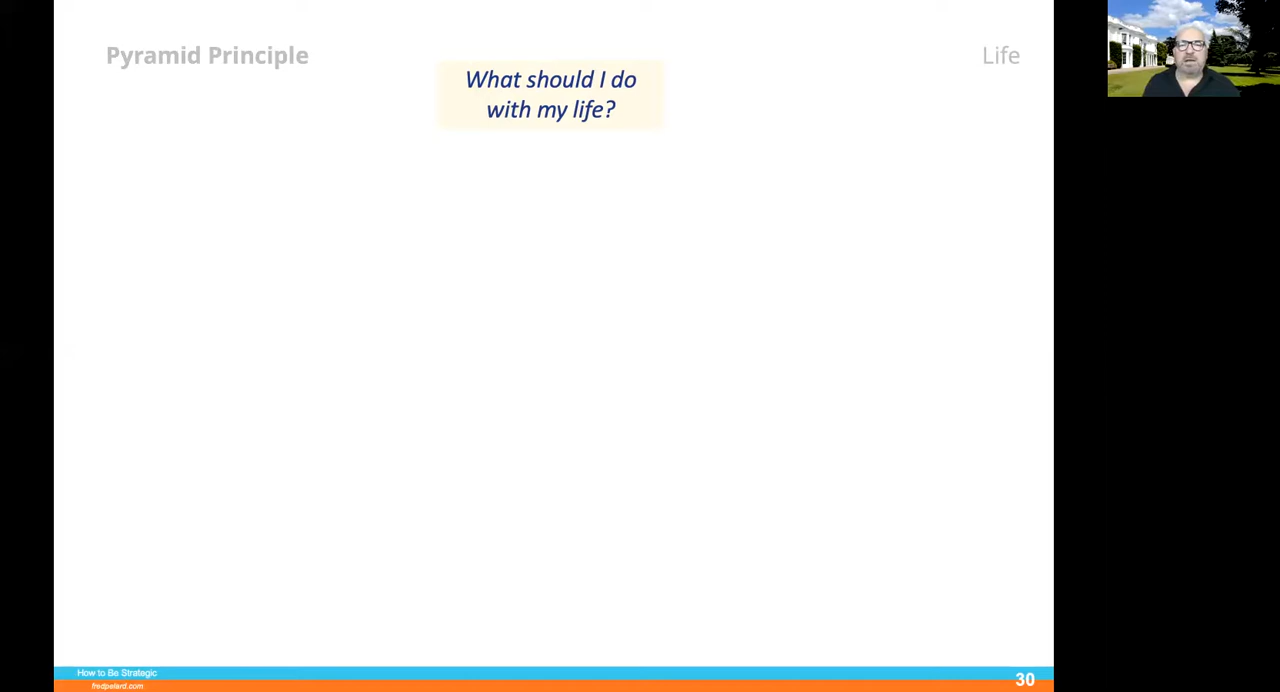 Pyramid Principle
Life
What should I do
with my life?
How to Be Strategic
fredpelard.com
30